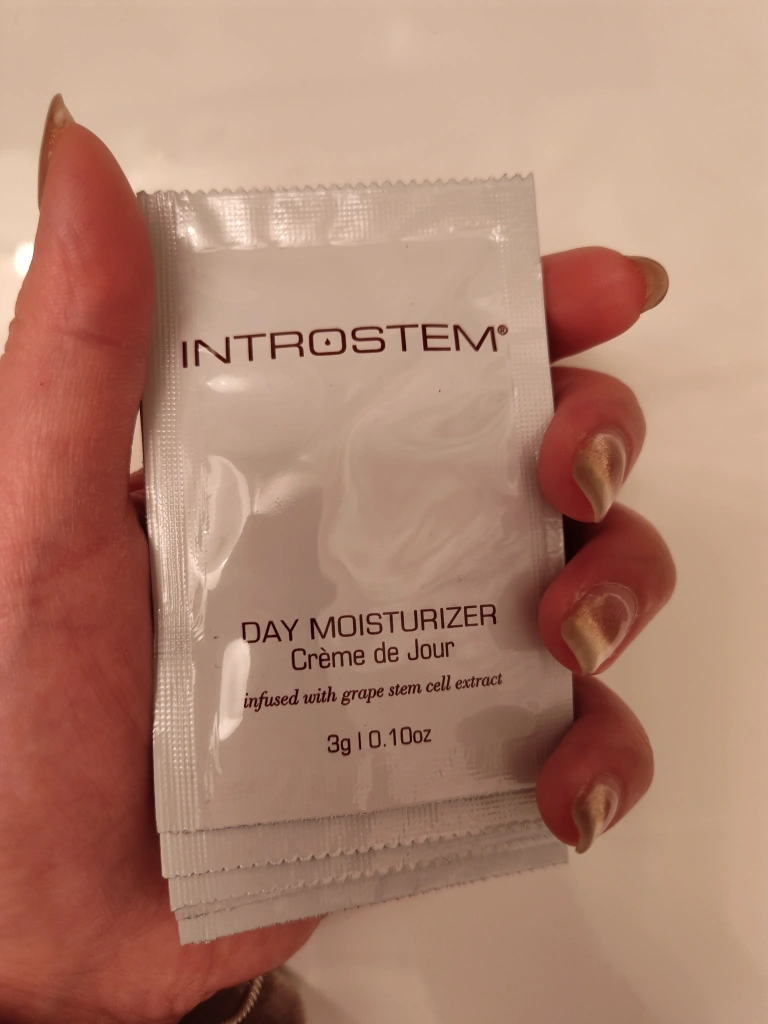 INTROSTEM®
DAY MOISTURIZER
Crème de Jour
infused with grape stem cell extract
3g | 0.10oz